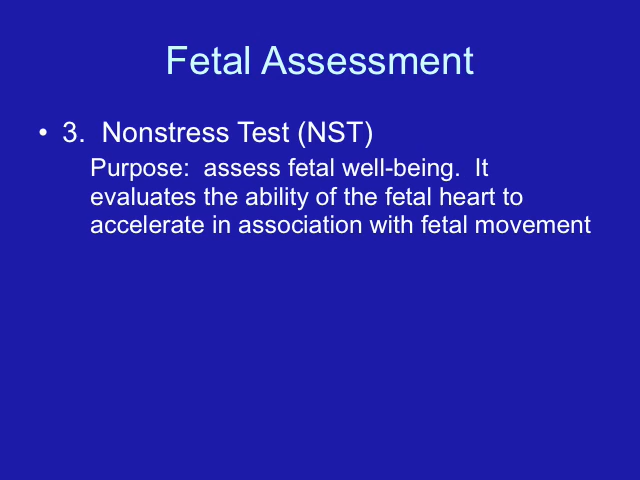 Fetal Assessment
• 3.  Nonstress Test (NST)
Purpose:  assess fetal well-being.  It
evaluates the ability of the fetal heart to
accelerate in association with fetal movement